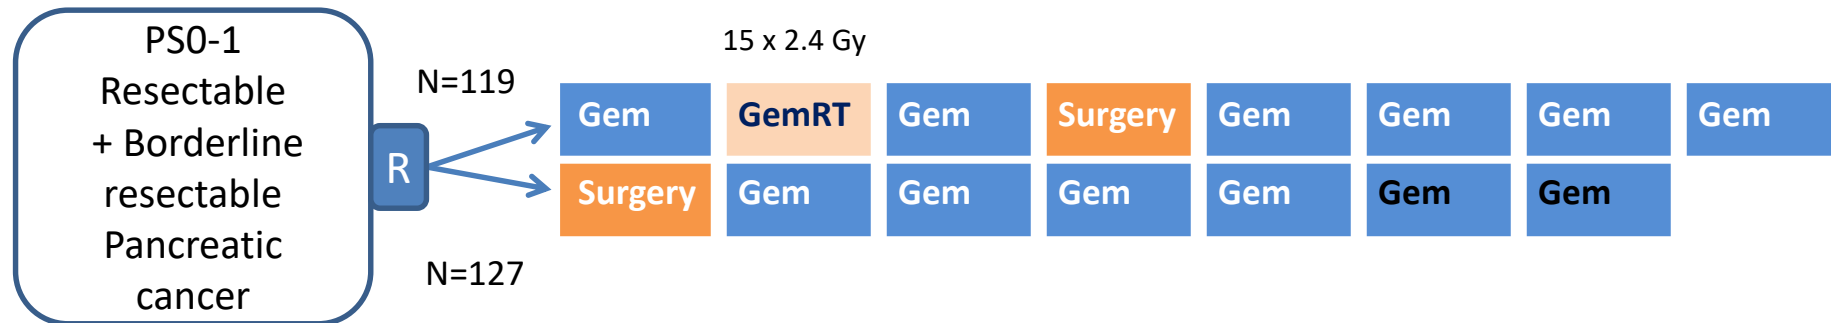 PS0-1
Resectable
+ Borderline
resectable
Pancreatic
cancer
R
N=119
15 x 2.4 Gy
Gem GemRT Gem Surgery Gem Gem Gem Gem
Surgery Gem Gem Gem Gem Gem Gem
N=127